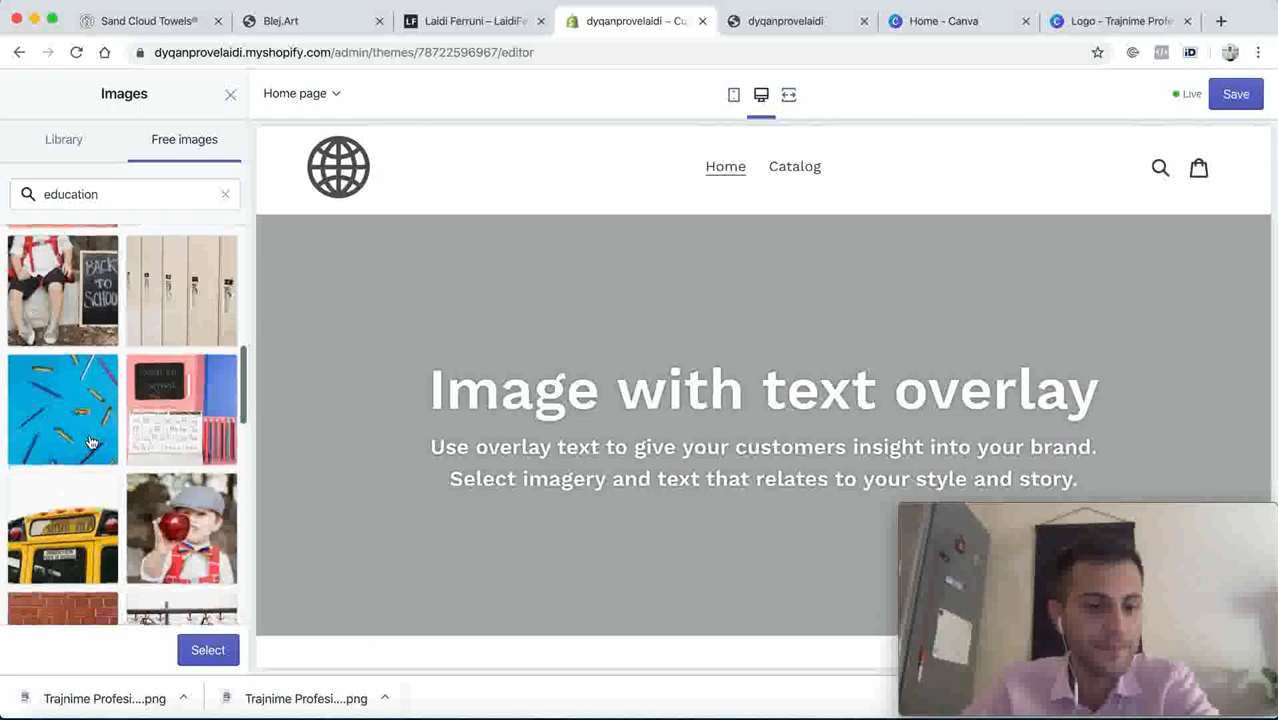 Sand Cloud Towels®
Blej.Art
Laidi Ferruni – LaidiFe
dyqanprovelaidi – Cu
dyqanprovelaidi
Home - Canva
Logo - Trajnime Profe
dyqanprovelaidi.myshopify.com/admin/themes/78722596967/editor
Images
Home page
Live
Save
Library
Free images
education
Home
Catalog
BACK
TO
SCHOOL
Image with text overlay
Use overlay text to give your customers insight into your brand.
Select imagery and text that relates to your style and story.
Select
Trajnime Profesi....png
Trajnime Profesi....png